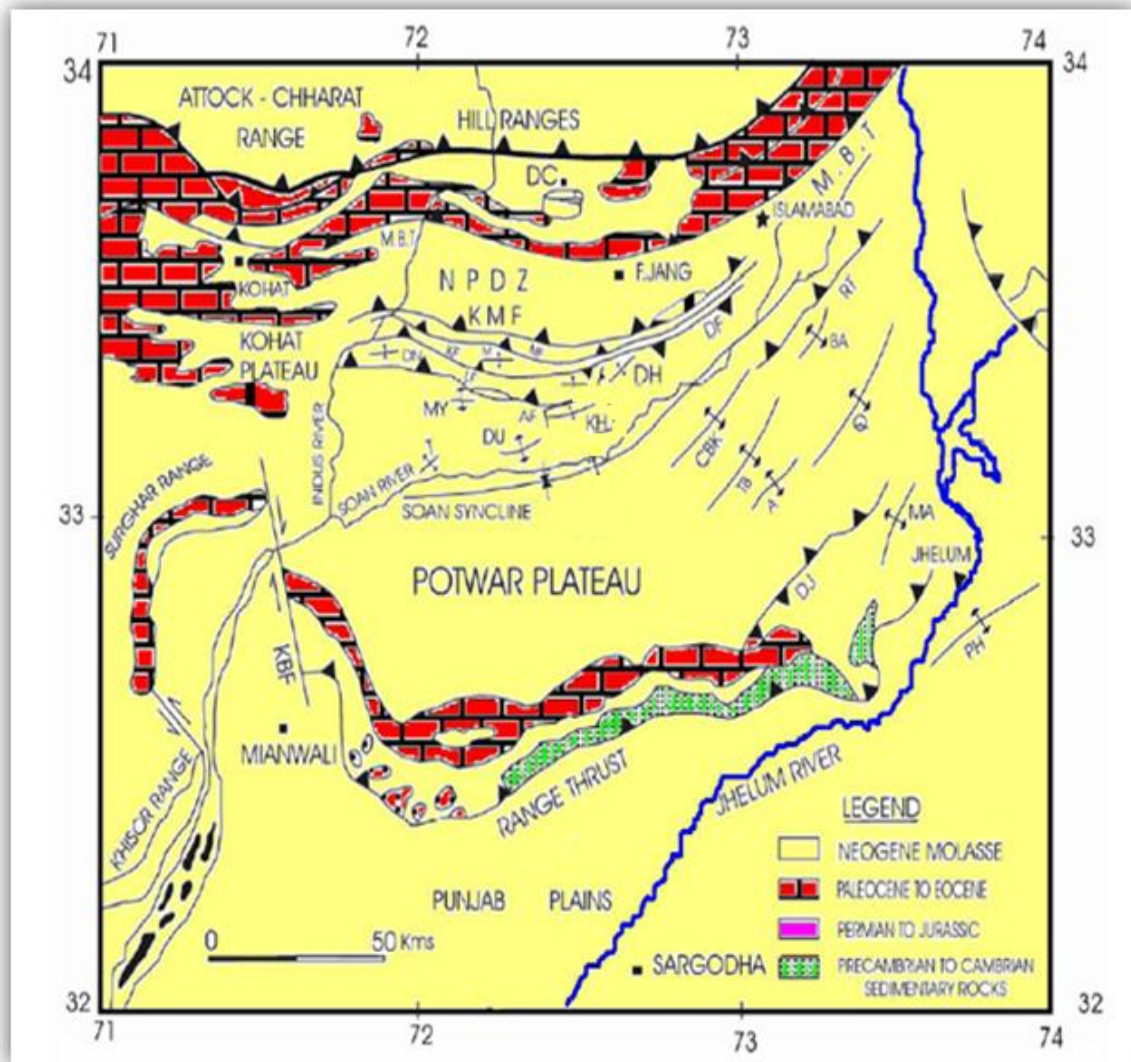 71
72
73
74
34
34
ATTOCK - CHHARAT
RANGE
HILL RANGES
DC.
M.B.T
ISLAMABAD
M.B.T
KOHAT
N P D Z
F.JANG
K M F
KOHAT
PLATEAU
DF
RF
BA
DH
MY
AF
KH.
DU
CBK
Q
TB
A
INDUS RIVER
SOAN RIVER
SOAN SYNCLINE
SURGHAR RANGE
33
33
MA
JHELUM
POTWAR PLATEAU
DJ
PH
KBF
MIANWALI
KHISOR RANGE
RANGE THRUST
JHELUM RIVER
LEGEND
NEOGENE MOLASSE
PALEOCENE TO EOCENE
PERMIAN TO JURASSIC
PRECAMBRIAN TO CAMBRIAN
SEDIMENTARY ROCKS
PUNJAB PLAINS
0 50 Kms
SARGODHA
32
32
71
72
73
74